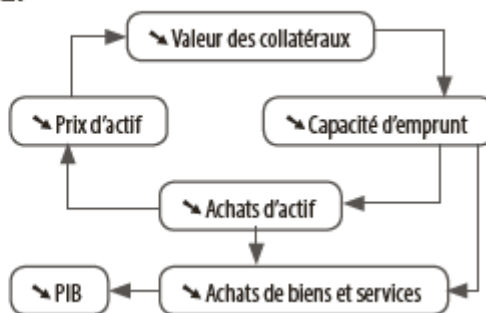 ↘ Valeur des collatéraux
↘ Prix d'actif
↘ Capacité d'emprunt
↘ Achats d'actif
↘ PIB
↘ Achats de biens et services